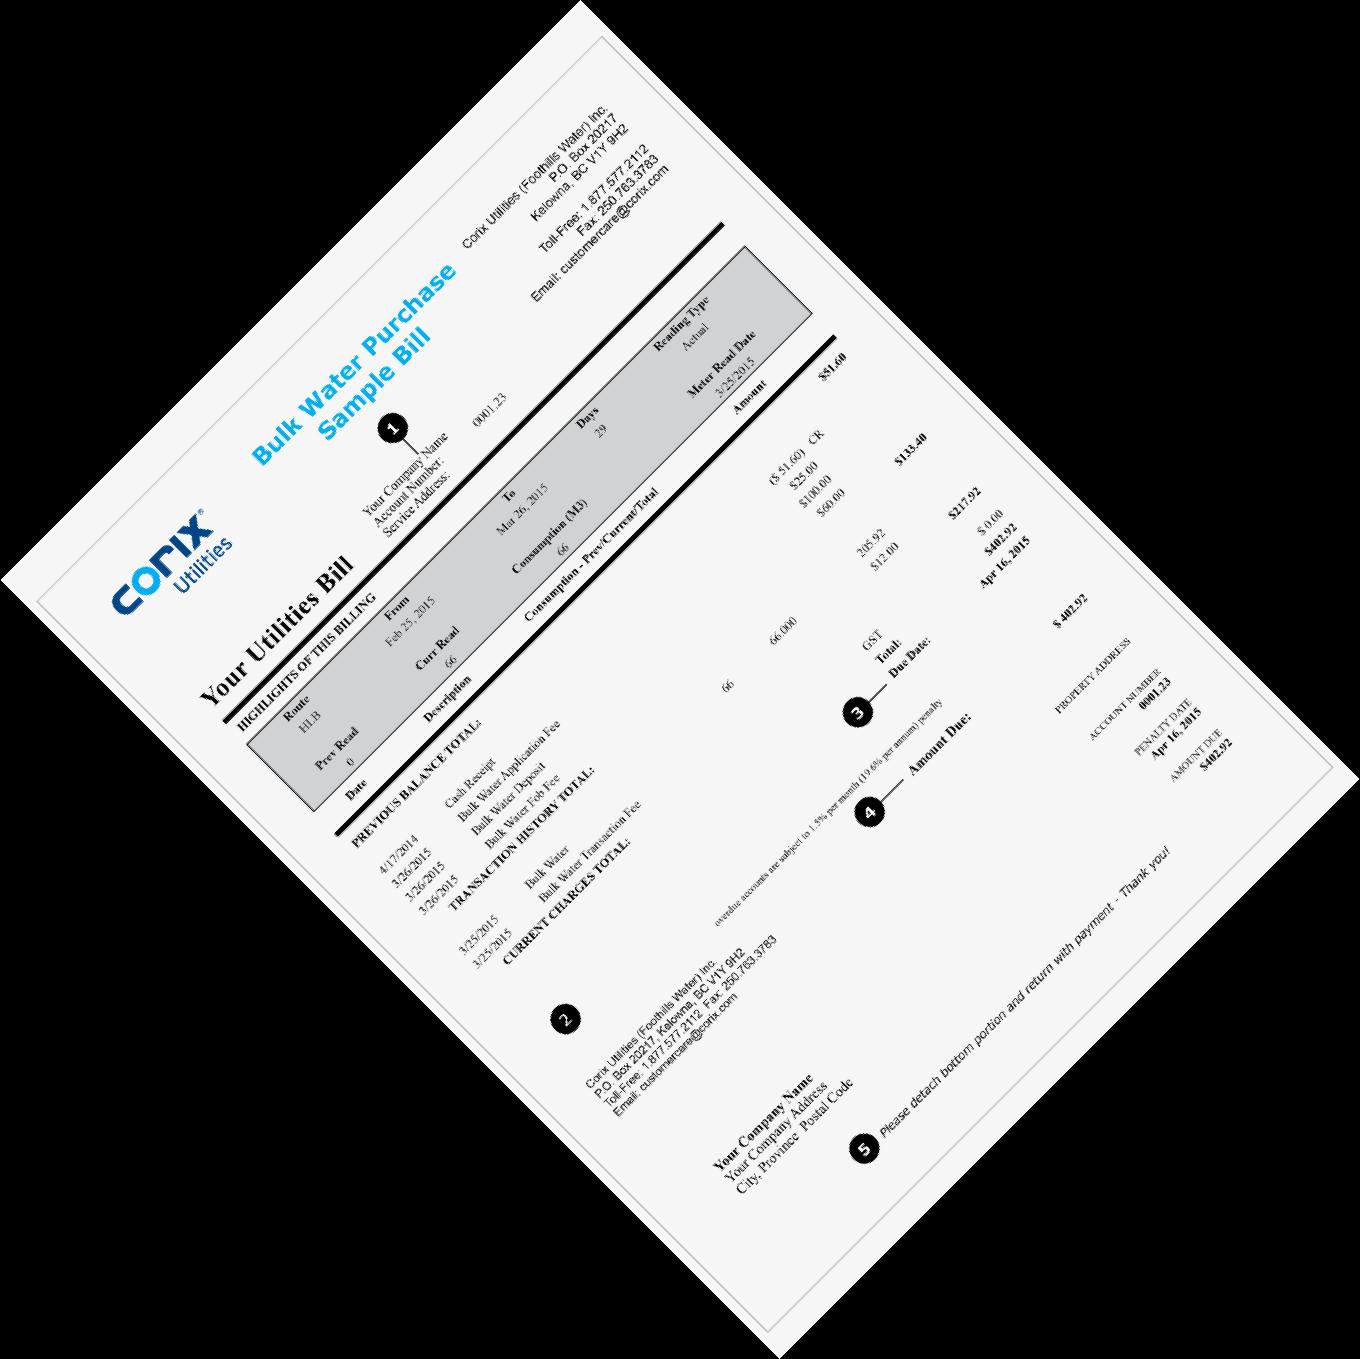 corix®
Utilities
Bulk Water Purchase
Sample Bill
Corix Utilities (Foothills Water) Inc.
P.O. Box 20217
Kelowna, BC V1Y 9H2
Toll-Free: 1.877.577.2112
Fax: 250.763.3783
Email: customercare@corix.com
Your Utilities Bill
1
Your Company Name
Account Number: 0001.23
Service Address:
HIGHLIGHTS OF THIS BILLING
Route From To Days Reading Type
HLB Feb 25, 2015 Mar 26, 2015 29 Actual
Prev Read Curr Read Consumption (M3) Meter Read Date
0 66 66 3/25/2015
Date Description Consumption - Prev/Current/Total Amount
PREVIOUS BALANCE TOTAL: $51.60
4/17/2014 Cash Receipt ($ 51.60) CR
3/26/2015 Bulk Water Application Fee $25.00
3/26/2015 Bulk Water Deposit $100.00
3/26/2015 Bulk Water Fob Fee $60.00
TRANSACTION HISTORY TOTAL: $133.40
3/25/2015 Bulk Water 66.000 205.92
3/25/2015 Bulk Water Transaction Fee 66 $12.00
CURRENT CHARGES TOTAL: $217.92
GST $ 0.00
Total: $402.92
3 Due Date: Apr 16, 2015
2
overdue accounts are subject to 1.5% per month (19.6% per annum) penalty
4 Amount Due: $ 402.92
Corix Utilities (Foothills Water) Inc.
P.O. Box 20217, Kelowna, BC V1Y 9H2
Toll-Free: 1.877.577.2112 Fax: 250.763.3783
Email: customercare@corix.com
PROPERTY ADDRESS
ACCOUNT NUMBER
0001.23
PENALTY DATE
Apr 16, 2015
AMOUNT DUE
$402.92
Your Company Name
Your Company Address
City, Province Postal Code
5 Please detach bottom portion and return with payment - Thank you!